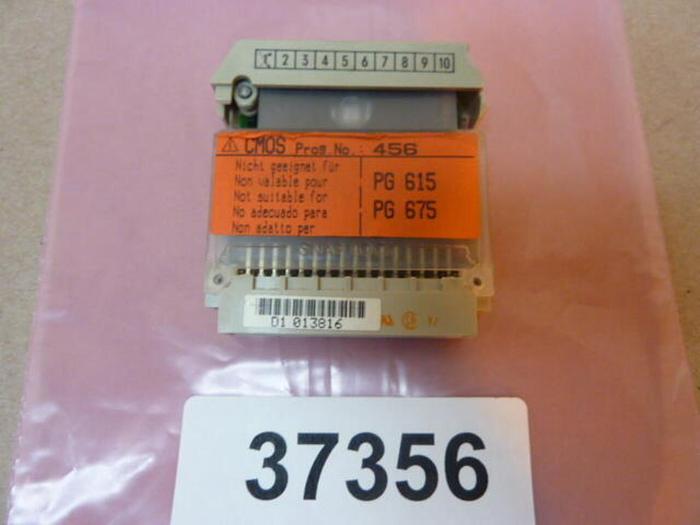 1 2 3 4 5 6 7 8 9 10
CMOS Prog.No.: 456
Nicht geeignet für
Non valable pour
Not suitable for
No adecuado para
Non adatto per
PG 615
PG 675
D1 013816
37356